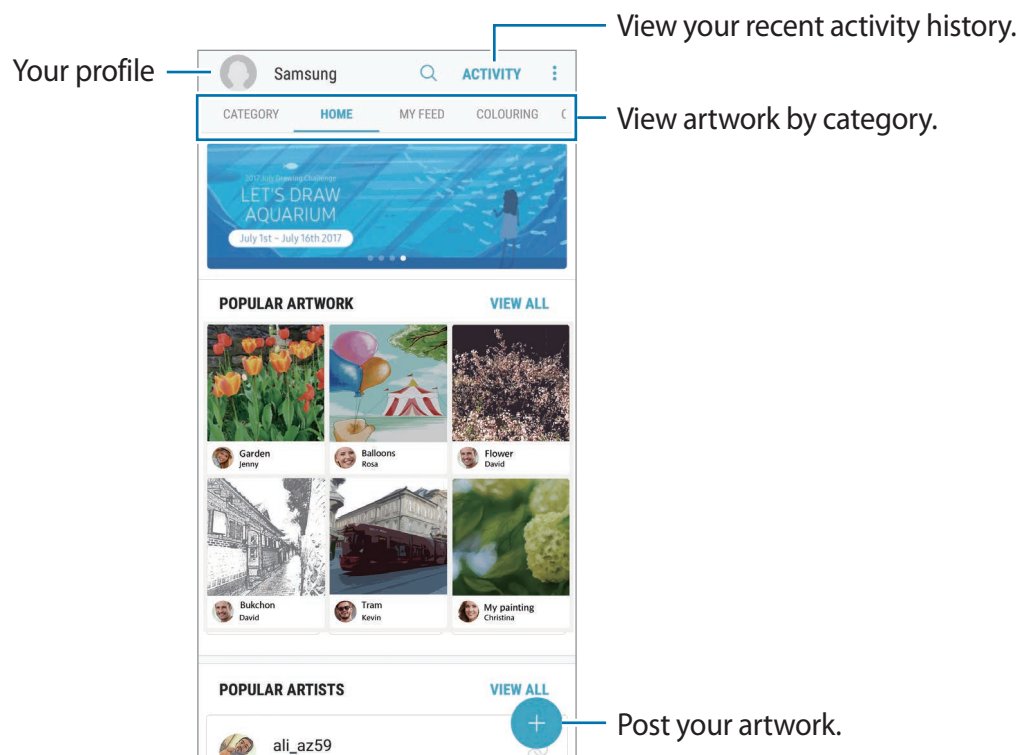 View your recent activity history.
Your profile
Samsung
ACTIVITY
CATEGORY HOME MY FEED COLOURING
View artwork by category.
2017 July Drawing Challenge
LET'S DRAW
AQUARIUM
July 1st ~ July 16th 2017
POPULAR ARTWORK VIEW ALL
Garden
Jenny
Balloons
Rosa
Flower
David
Bukchon
David
Tram
Kevin
My painting
Christina
POPULAR ARTISTS VIEW ALL
Post your artwork.
ali_az59